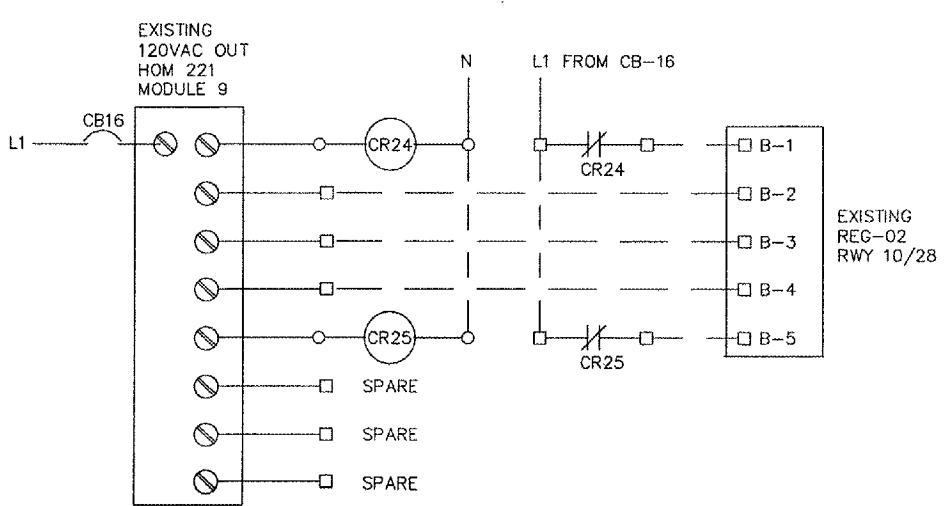 EXISTING
120VAC OUT
HOM 221
MODULE 9
N
L1 FROM CB-16
CB16
L1
CR24
CR24
B-1
B-2
B-3
B-4
B-5
EXISTING
REG-02
RWY 10/28
CR25
CR25
SPARE
SPARE
SPARE